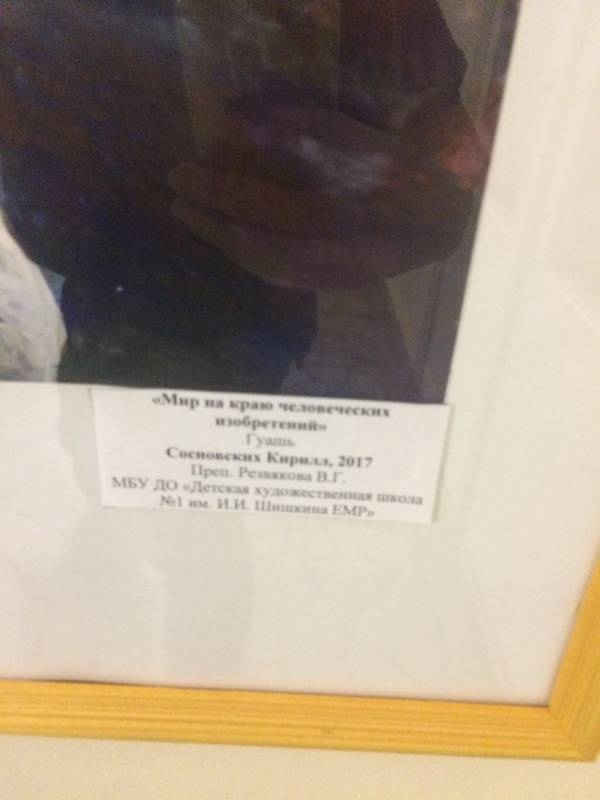 «Мир на краю человеческих
изобретений»
Гуашь
Сосновских Кирилл, 2017
Преп. Резвякова В.Г.
МБУ ДО «Детская художественная школа
№1 им. И.И. Шишкина ЕМР»